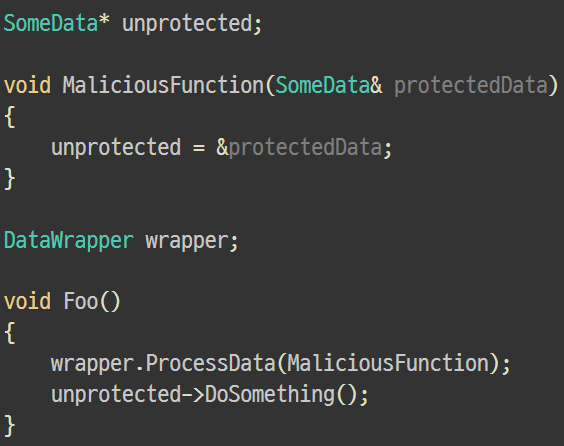 SomeData* unprotected;
void MaliciousFunction(SomeData& protectedData)
{
    unprotected = &protectedData;
}
DataWrapper wrapper;
void Foo()
{
    wrapper.ProcessData(MaliciousFunction);
    unprotected->DoSomething();
}